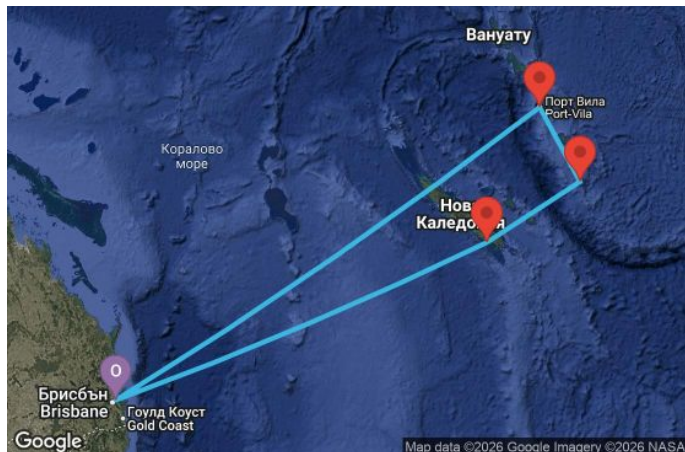 Вануату
Порт Вила
Port-Vila
Коралово
море
Нова
Каледония
O
Брисбън
Brisbane
Гоулд Коуст
Gold Coast
Google
Map data ©2026 Google Imagery ©2026 NASA